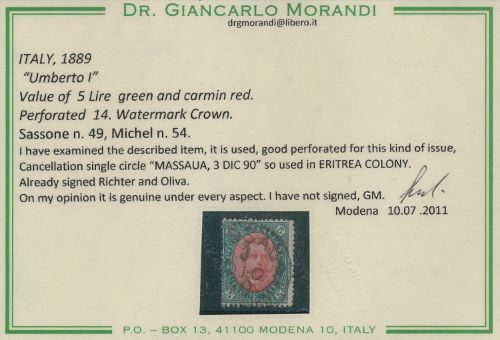 DR. GIANCARLO MORANDI
drgmorandi@libero.it
ITALY, 1889
"Umberto I"
Value of 5 Lire green and carmin red.
Perforated 14. Watermark Crown.
Sassone n. 49, Michel n. 54.
I have examined the described item, it is used, good perforated for this kind of issue,
Cancellation single circle "MASSAUA, 3 DIC 90" so used in ERITREA COLONY.
Already signed Richter and Oliva.
On my opinion it is genuine under every aspect. I have not signed, GM.
Modena 10.07.2011
P.O. – BOX 13, 41100 MODENA 10, ITALY